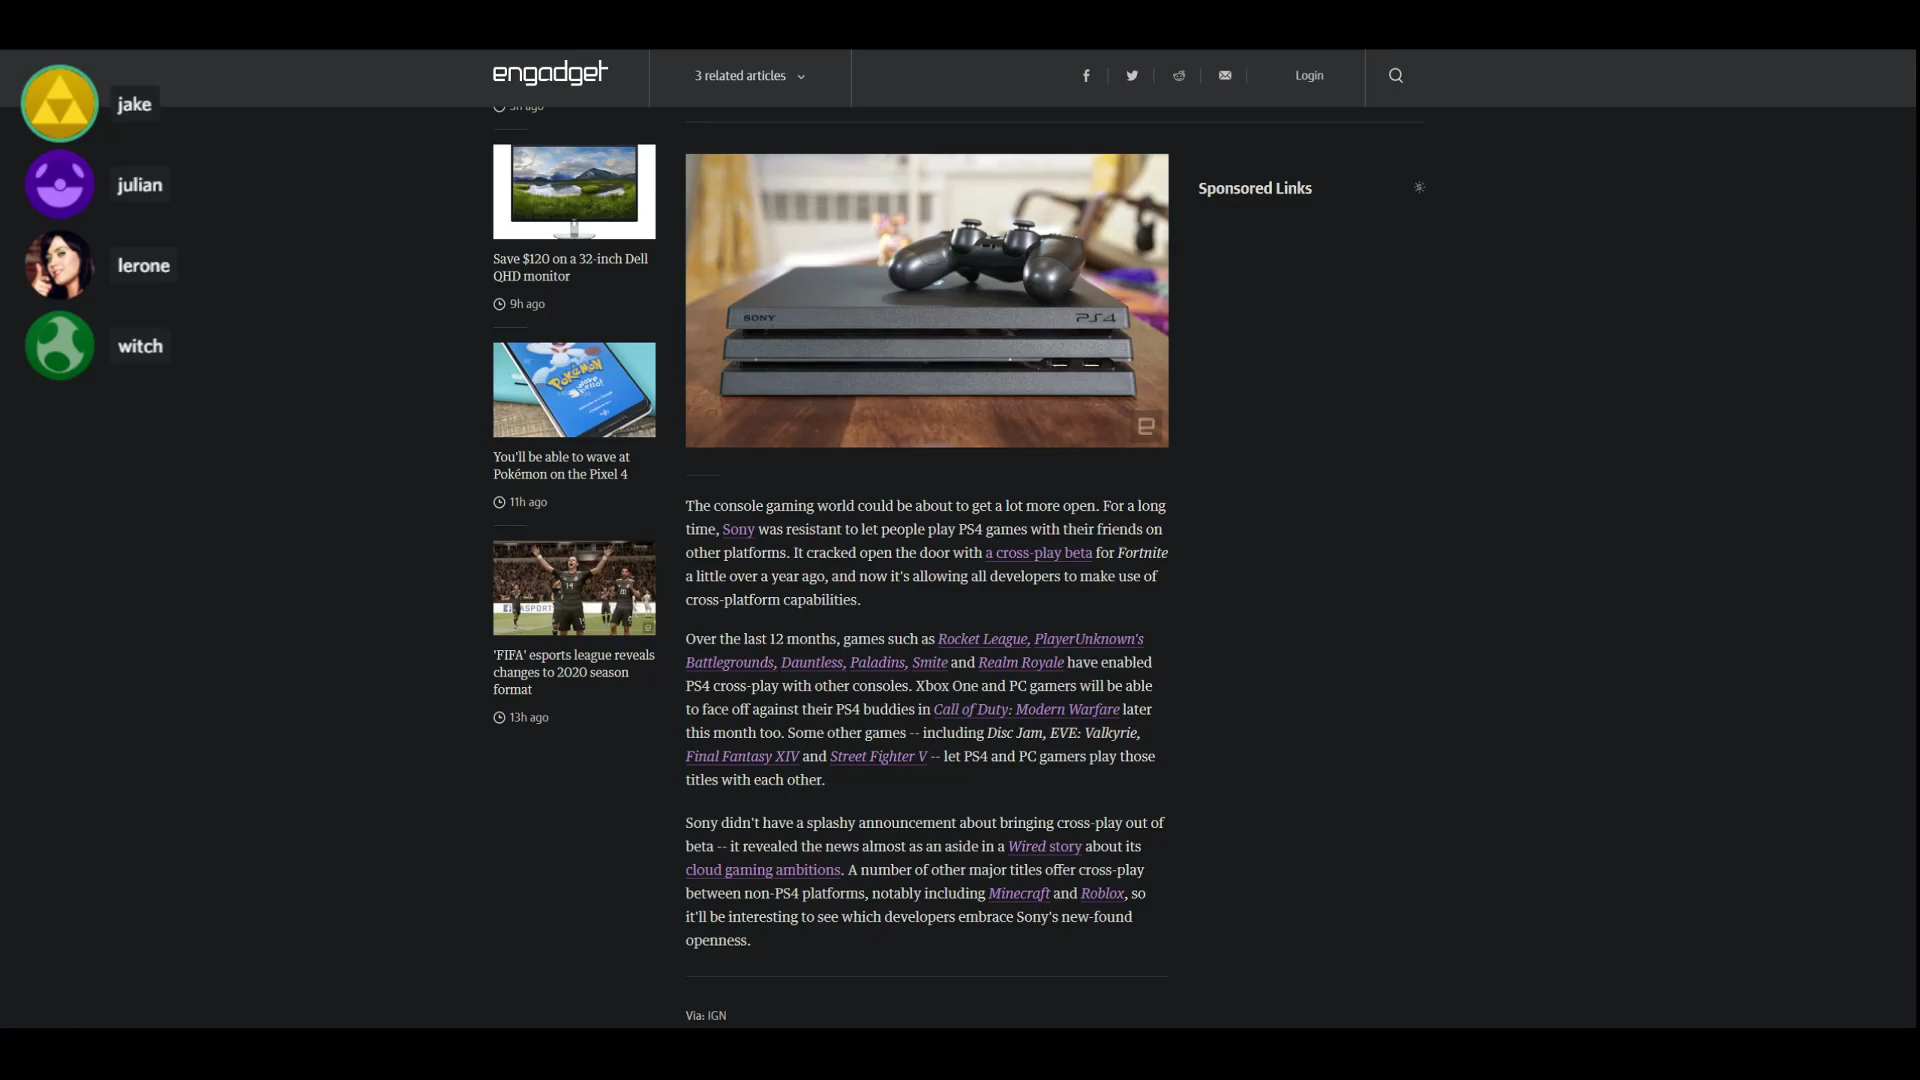 engadget
3 related articles
Login
jake
julian
lerone
witch
5h ago
Save $120 on a 32-inch Dell
QHD monitor
9h ago
POKÉMON
You'll be able to wave at
Pokémon on the Pixel 4
11h ago
'FIFA' esports league reveals
changes to 2020 season
format
13h ago
SONY
PS4
Sponsored Links
The console gaming world could be about to get a lot more open. For a long
time, Sony was resistant to let people play PS4 games with their friends on
other platforms. It cracked open the door with a cross-play beta for Fortnite
a little over a year ago, and now it's allowing all developers to make use of
cross-platform capabilities.
Over the last 12 months, games such as Rocket League, PlayerUnknown's
Battlegrounds, Dauntless, Paladins, Smite and Realm Royale have enabled
PS4 cross-play with other consoles. Xbox One and PC gamers will be able
to face off against their PS4 buddies in Call of Duty: Modern Warfare later
this month too. Some other games -- including Disc Jam, EVE: Valkyrie,
Final Fantasy XIV and Street Fighter V -- let PS4 and PC gamers play those
titles with each other.
Sony didn't have a splashy announcement about bringing cross-play out of
beta -- it revealed the news almost as an aside in a Wired story about its
cloud gaming ambitions. A number of other major titles offer cross-play
between non-PS4 platforms, notably including Minecraft and Roblox, so
it'll be interesting to see which developers embrace Sony's new-found
openness.
Via: IGN